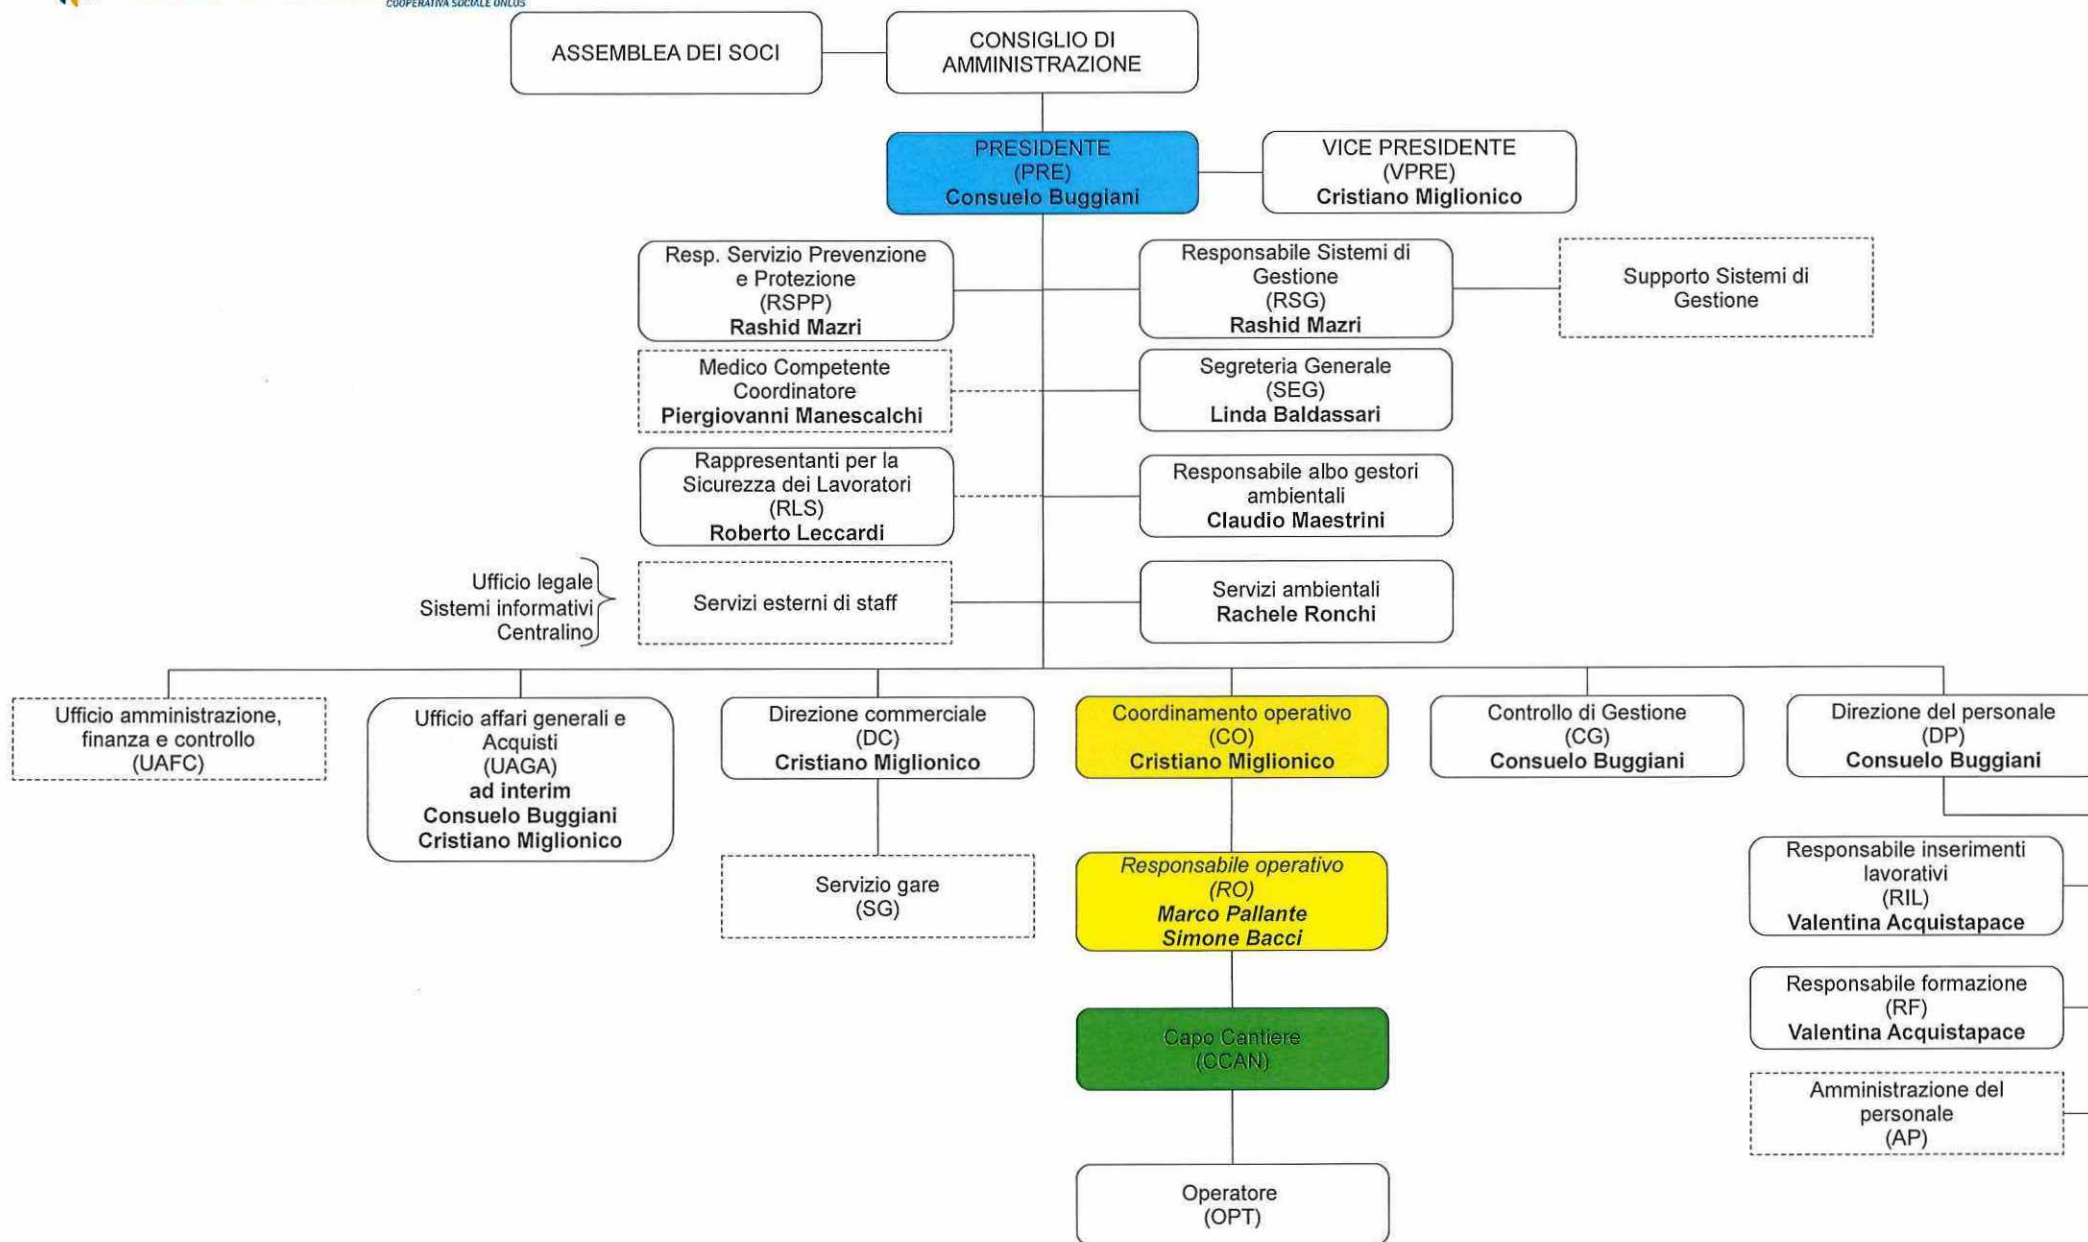 COOPERATIVA SOCIALE ONLUS
ASSEMBLEA DEI SOCI
CONSIGLIO DI
AMMINISTRAZIONE
PRESIDENTE
(PRE)
Consuelo Buggiani
VICE PRESIDENTE
(VPRE)
Cristiano Miglionico
Resp. Servizio Prevenzione
e Protezione
(RSPP)
Rashid Mazri
Responsabile Sistemi di
Gestione
(RSG)
Rashid Mazri
Supporto Sistemi di
Gestione
Medico Competente
Coordinatore
Piergiovanni Manescalchi
Segreteria Generale
(SEG)
Linda Baldassari
Rappresentanti per la
Sicurezza dei Lavoratori
(RLS)
Roberto Leccardi
Responsabile albo gestori
ambientali
Claudio Maestrini
Ufficio legale
Sistemi informativi
Centralino
Servizi esterni di staff
Servizi ambientali
Rachele Ronchi
Ufficio amministrazione,
finanza e controllo
(UAFC)
Ufficio affari generali e
Acquisti
(UAGA)
ad interim
Consuelo Buggiani
Cristiano Miglionico
Direzione commerciale
(DC)
Cristiano Miglionico
Coordinamento operativo
(CO)
Cristiano Miglionico
Controllo di Gestione
(CG)
Consuelo Buggiani
Direzione del personale
(DP)
Consuelo Buggiani
Servizio gare
(SG)
Responsabile operativo
(RO)
Marco Pallante
Simone Bacci
Responsabile inserimenti
lavorativi
(RIL)
Valentina Acquistapace
Capo Cantiere
(CCAN)
Responsabile formazione
(RF)
Valentina Acquistapace
Amministrazione del
personale
(AP)
Operatore
(OPT)